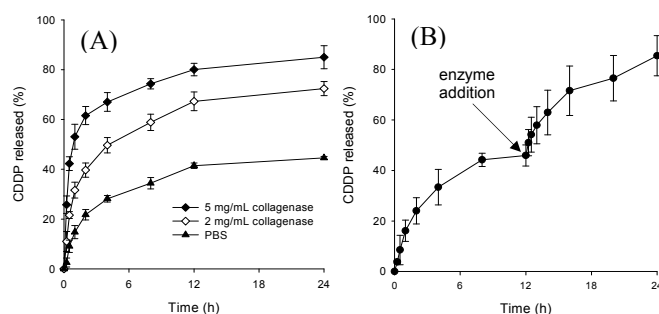 (A)
CDDP released (%)
100
80
60
40
20
0
5 mg/mL collagenase
2 mg/mL collagenase
PBS
0 6 12 18 24
Time (h)
(B)
CDDP released (%)
100
80
60
40
20
0
enzyme
addition
0 6 12 18 24
Time (h)